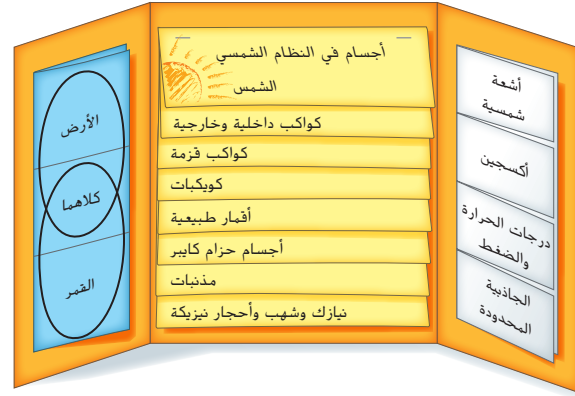 أشعة
شمسية
أكسجين
درجات الحرارة
والضغط
الجاذبية
المحدودة
أجسام في النظام الشمسي
الشمس
كواكب داخلية وخارجية
كواكب قزمة
كويكبات
أقمار طبيعية
أجسام حزام كايبر
مذنبات
نيازك وشهب وأحجار نيزيكة
الأرض
كلاهما
القمر